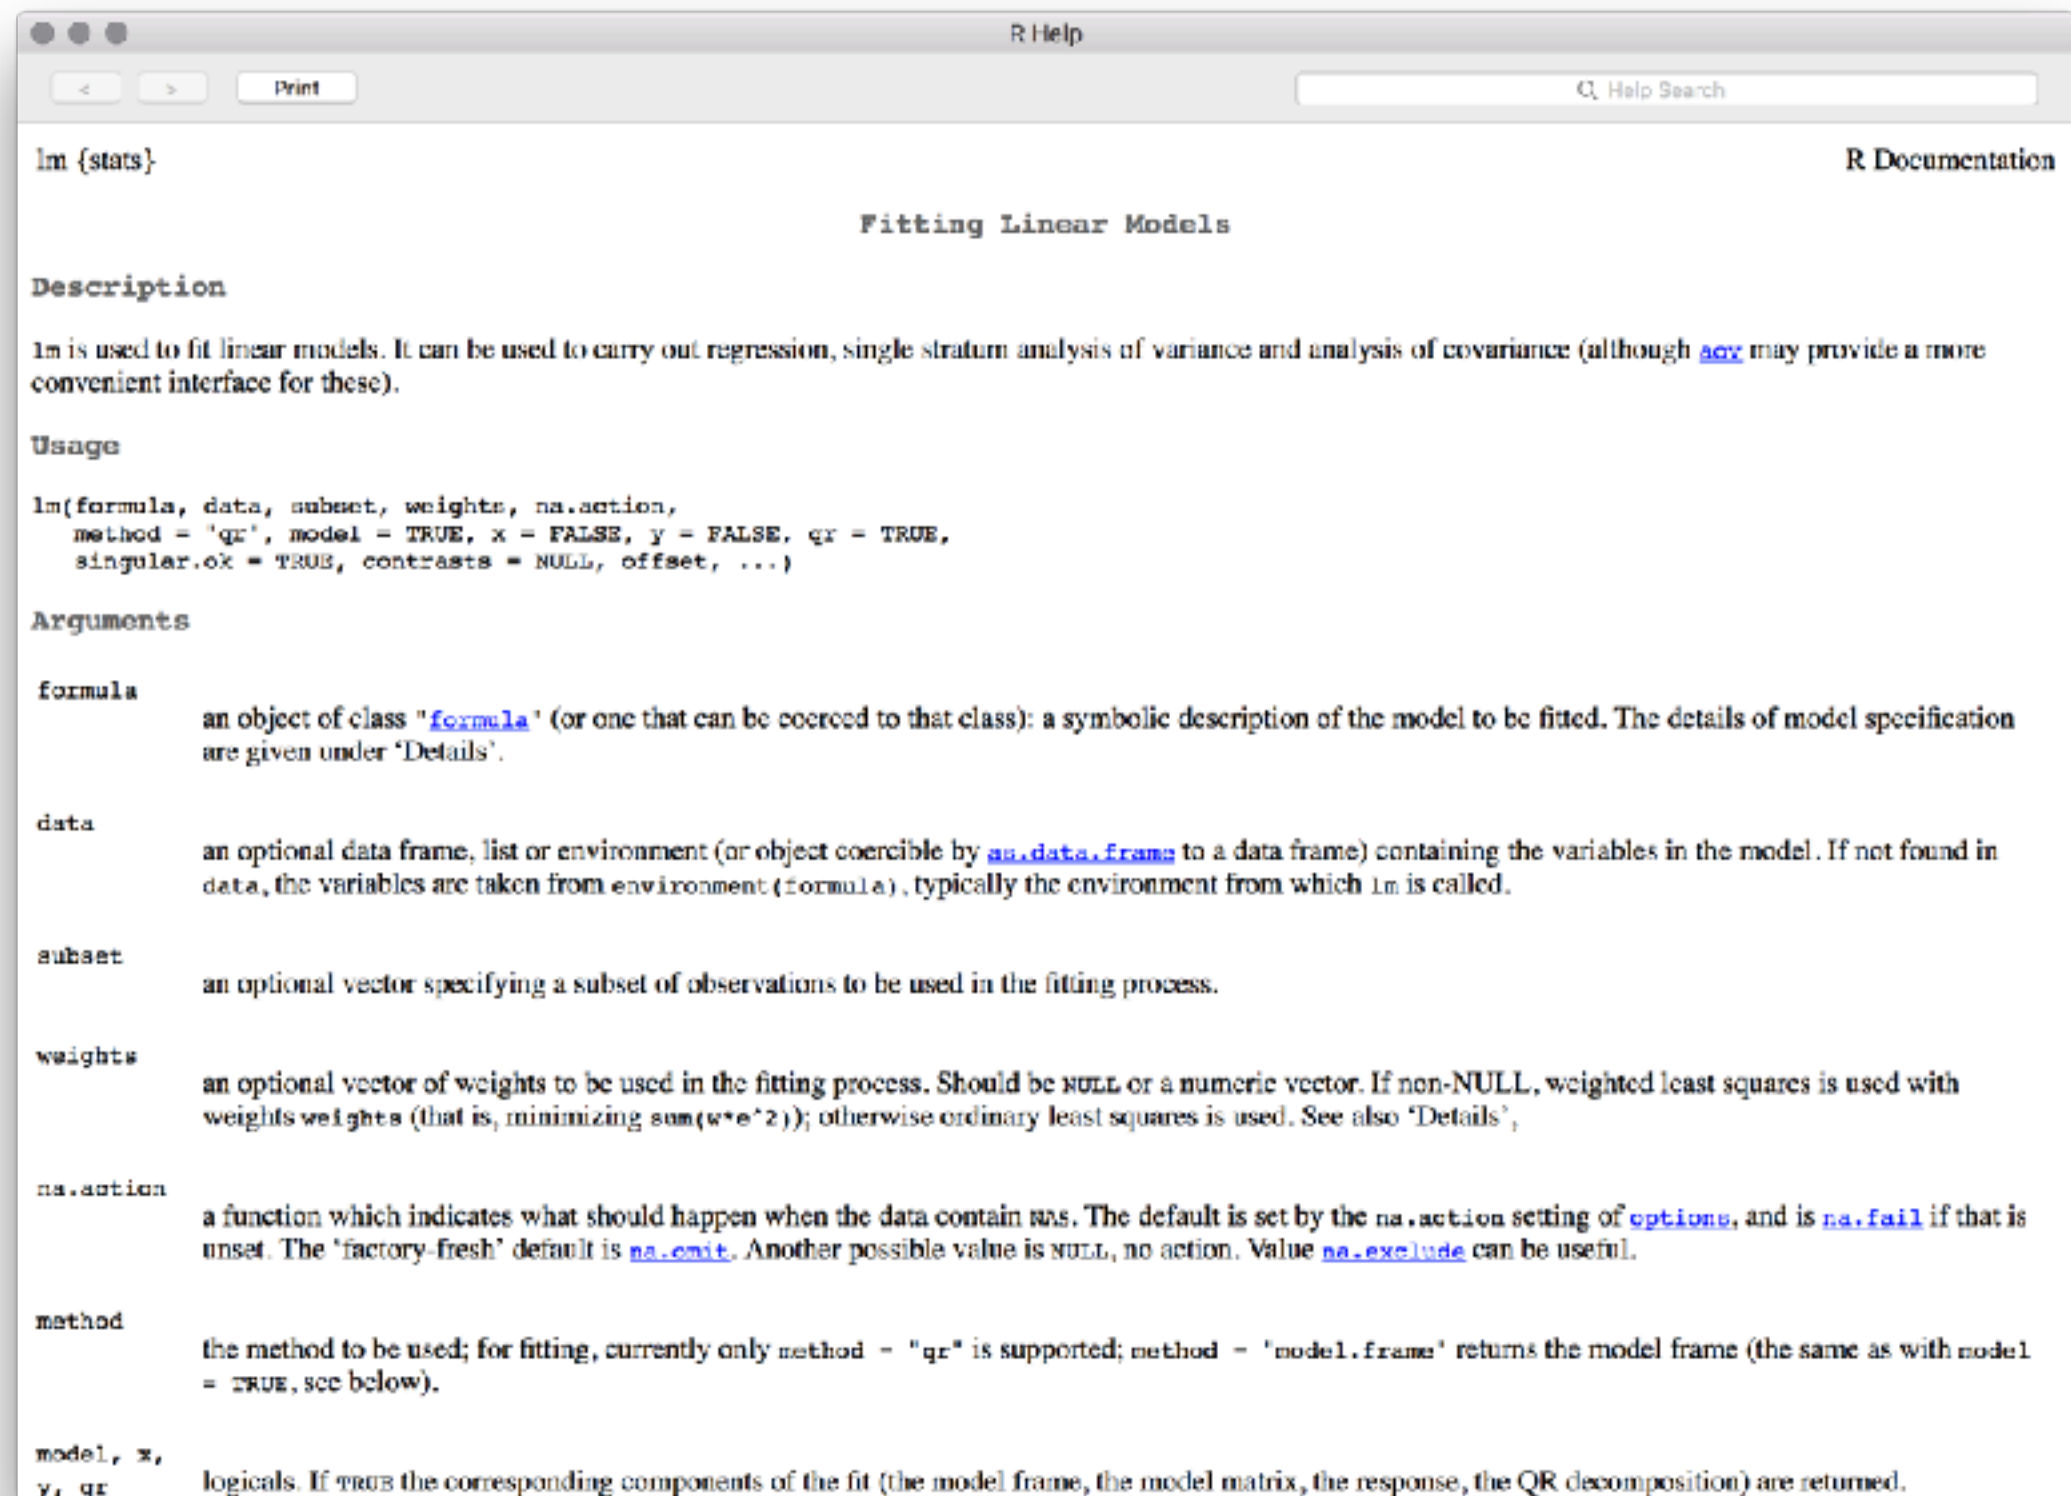 R Help
< > Print Help Search
lm {stats} R Documentation
Fitting Linear Models
Description
lm is used to fit linear models. It can be used to carry out regression, single stratum analysis of variance and analysis of covariance (although aov may provide a more
convenient interface for these).
Usage
lm(formula, data, subset, weights, na.action,
method = "qr", model = TRUE, x = FALSE, y = FALSE, qr = TRUE,
singular.ok = TRUE, contrasts = NULL, offset, ...)
Arguments
formula
an object of class "formula" (or one that can be coerced to that class): a symbolic description of the model to be fitted. The details of model specification
are given under ‘Details’.
data
an optional data frame, list or environment (or object coercible by as.data.frame to a data frame) containing the variables in the model. If not found in
data, the variables are taken from environment(formula), typically the environment from which lm is called.
subset
an optional vector specifying a subset of observations to be used in the fitting process.
weights
an optional vector of weights to be used in the fitting process. Should be NULL or a numeric vector. If non-NULL, weighted least squares is used with
weights weights (that is, minimizing sum(w*e^2)); otherwise ordinary least squares is used. See also ‘Details’,
na.action
a function which indicates what should happen when the data contain NAs. The default is set by the na.action setting of options, and is na.fail if that is
unset. The ‘factory-fresh’ default is na.omit. Another possible value is NULL, no action. Value na.exclude can be useful.
method
the method to be used; for fitting, currently only method = "qr" is supported; method = "model.frame" returns the model frame (the same as with model
= TRUE, see below).
model, x,
y, qr logicals. If TRUE the corresponding components of the fit (the model frame, the model matrix, the response, the QR decomposition) are returned.